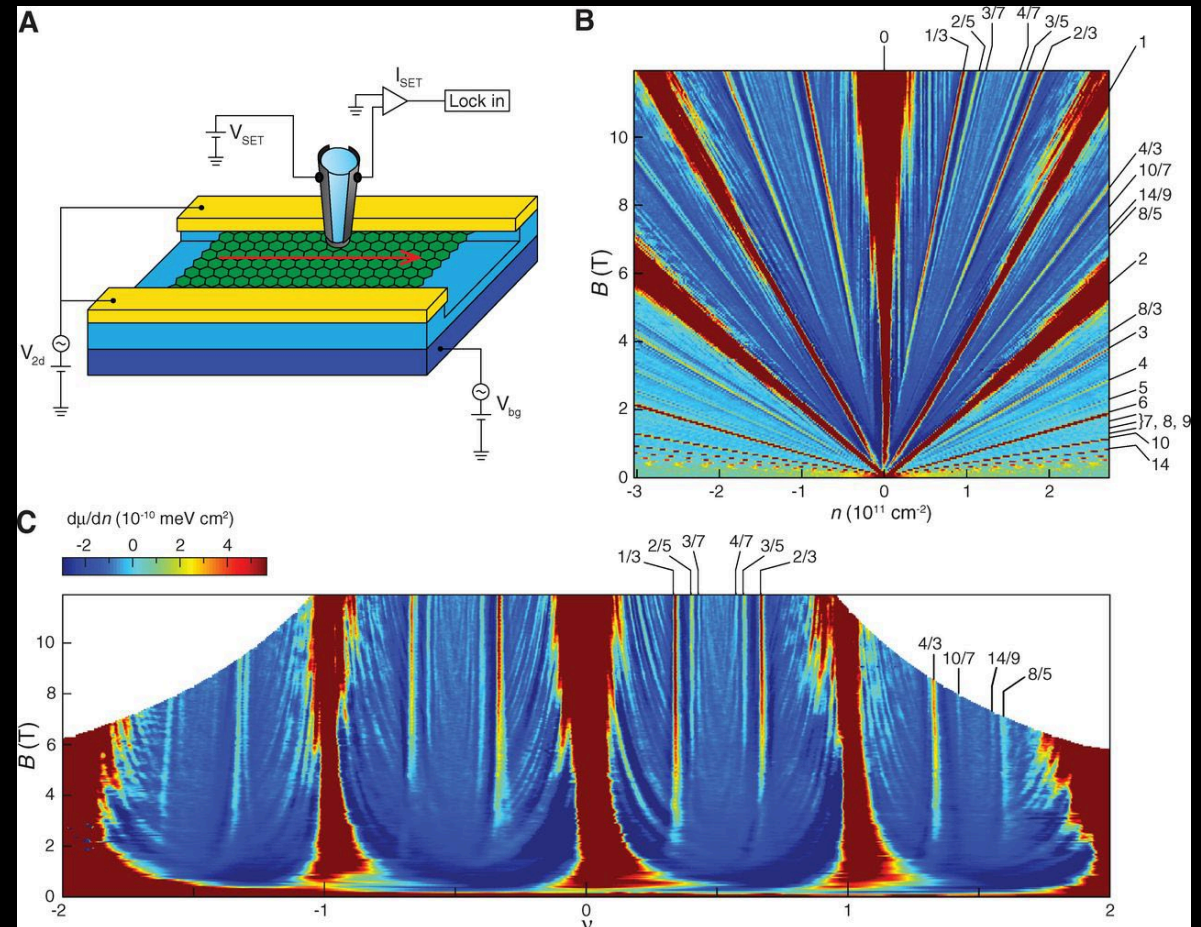 A
I_SET
Lock in
V_SET
V_2d
V_bg
B
0
1/3
2/5
3/7
4/7
3/5
2/3
1
4/3
10/7
14/9
8/5
2
8/3
3
4
5
6
}7, 8, 9
10
14
B (T)
10
8
6
4
2
0
-3 -2 -1 0 1 2
n (10¹¹ cm⁻²)
C
dμ/dn (10⁻¹⁰ meV cm²)
-2 0 2 4
1/3
2/5
3/7
4/7
3/5
2/3
4/3
10/7
14/9
8/5
B (T)
10
8
6
4
2
0
-2 -1 0 1 2
ν